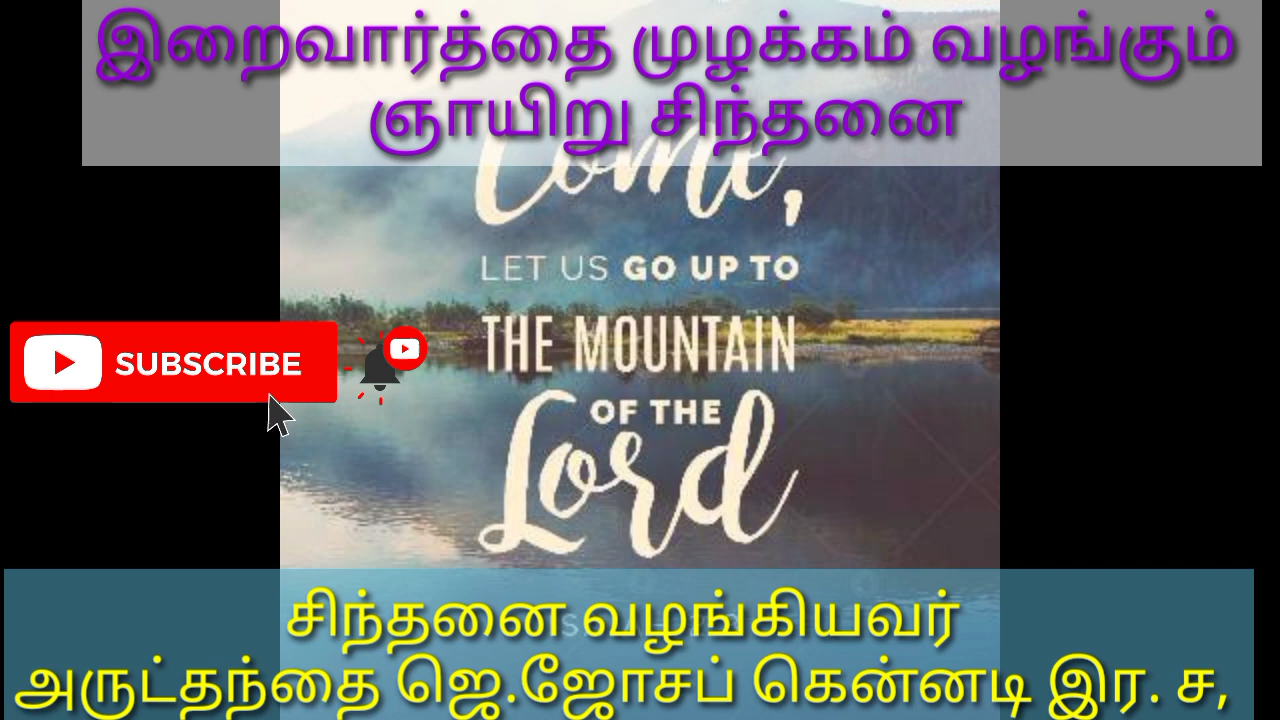 இறைவார்த்தை முழக்கம் வழங்கும்
ஞாயிறு சிந்தனை
Come,
LET US GO UP TO
THE MOUNTAIN
OF THE
Lord
SUBSCRIBE
சிந்தனை வழங்கியவர்
அருட்தந்தை ஜெ.ஜோசப் கென்னடி இர. ச,